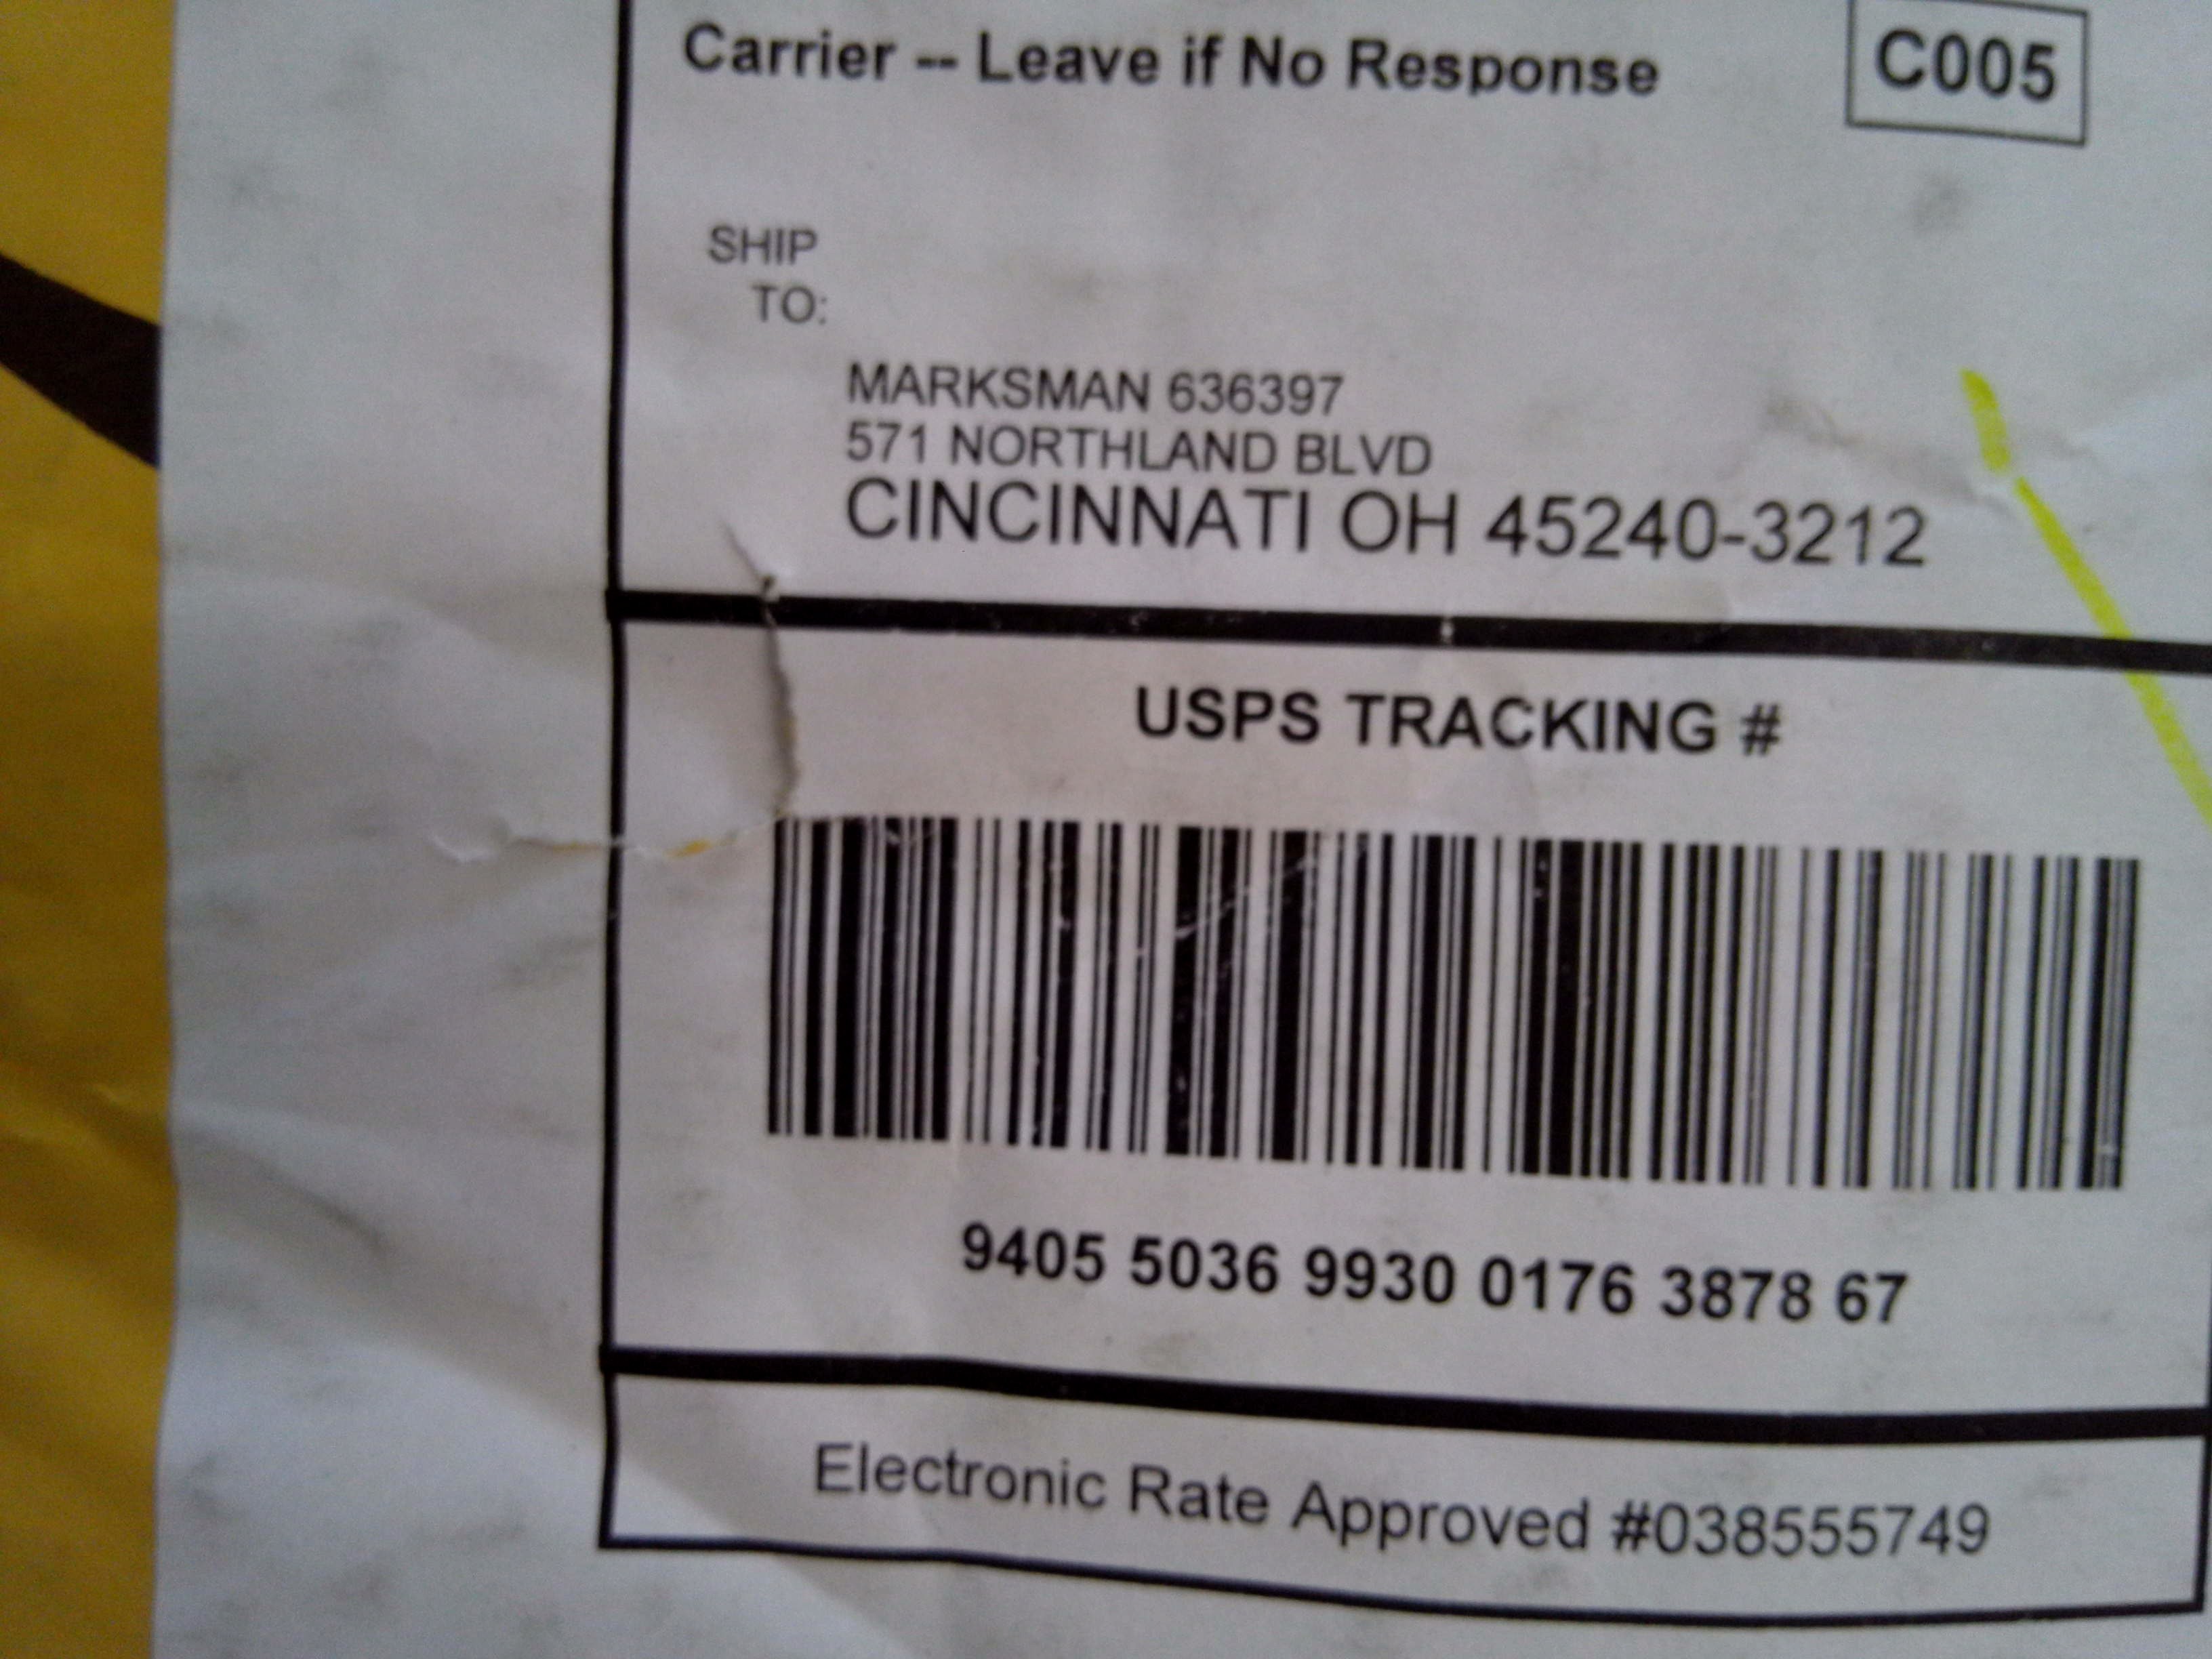 Carrier -- Leave if No Response
C005
SHIP
TO:
MARKSMAN 636397
571 NORTHLAND BLVD
CINCINNATI OH 45240-3212
USPS TRACKING #
9405 5036 9930 0176 3878 67
Electronic Rate Approved #038555749